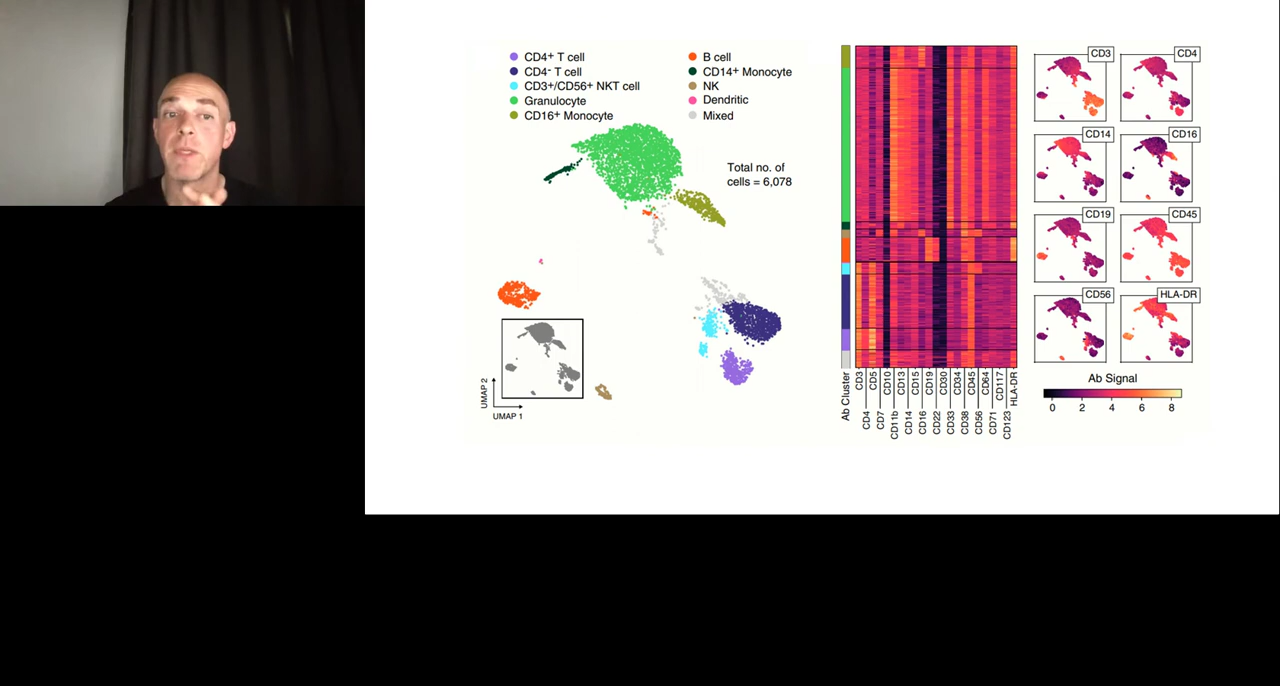 CD4+ T cell
CD4- T cell
CD3+/CD56+ NKT cell
Granulocyte
CD16+ Monocyte
B cell
CD14+ Monocyte
NK
Dendritic
Mixed
Total no. of
cells = 6,078
UMAP 2
UMAP 1
Ab Cluster
CD3
CD4
CD5
CD7
CD10
CD11b
CD13
CD14
CD15
CD16
CD19
CD22
CD30
CD33
CD34
CD38
CD45
CD56
CD64
CD71
CD117
CD123
HLA-DR
CD3
CD4
CD14
CD16
CD19
CD45
CD56
HLA-DR
Ab Signal
0 2 4 6 8